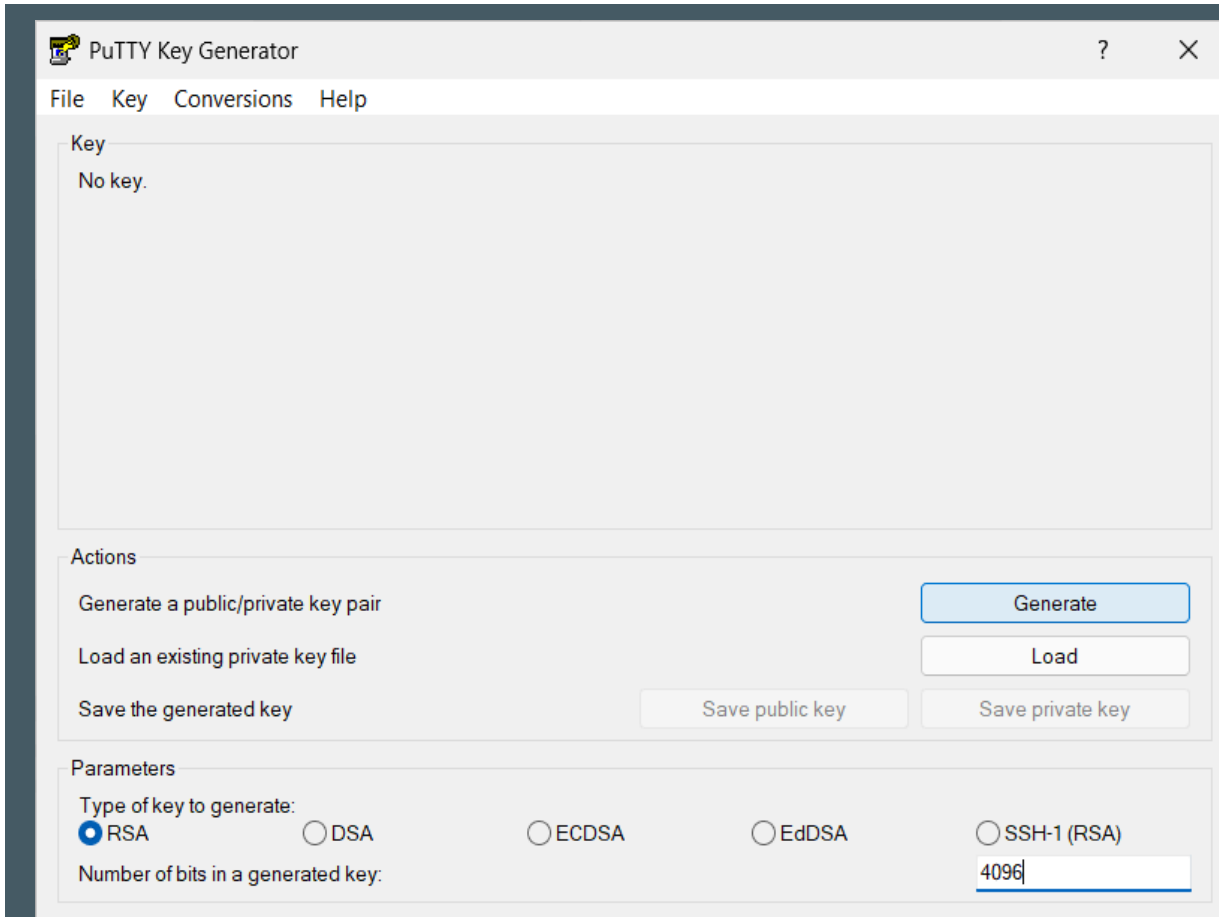 PuTTY Key Generator ? ×
File Key Conversions Help
Key
No key.
Actions
Generate a public/private key pair Generate
Load an existing private key file Load
Save the generated key Save public key Save private key
Parameters
Type of key to generate:
RSA DSA ECDSA EdDSA SSH-1 (RSA)
Number of bits in a generated key: 4096